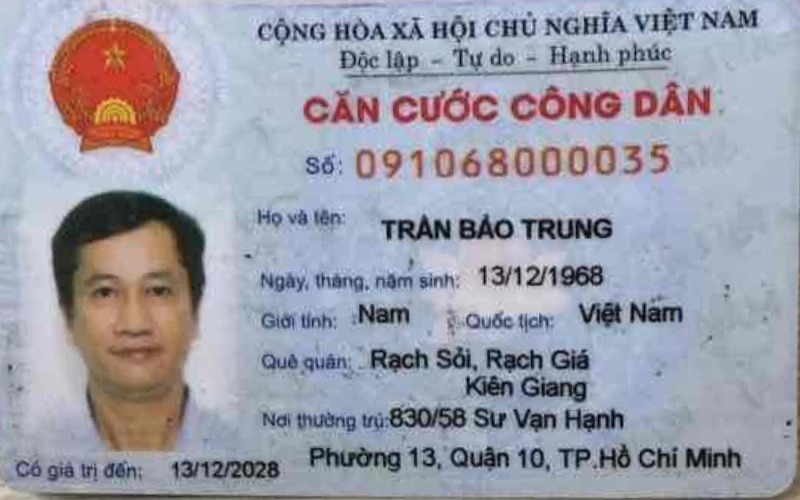 CỘNG HÒA XÃ HỘI CHỦ NGHĨA VIỆT NAM
Độc lập - Tự do - Hạnh phúc
CĂN CƯỚC CÔNG DÂN
Số: 091068000035
Họ và tên: TRẦN BẢO TRUNG
Ngày, tháng, năm sinh: 13/12/1968
Giới tính: Nam Quốc tịch: Việt Nam
Quê quán: Rạch Sỏi, Rạch Giá
Kiên Giang
Nơi thường trú: 830/58 Sư Vạn Hạnh
Phường 13, Quận 10, TP.Hồ Chí Minh
Có giá trị đến: 13/12/2028